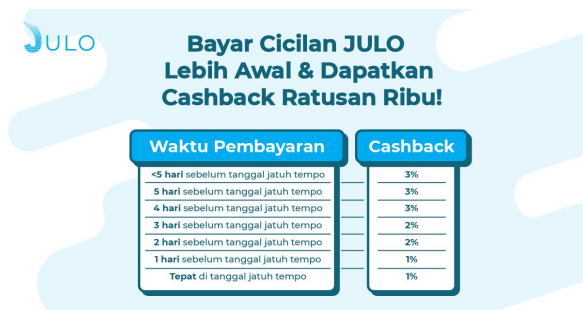 JULO
Bayar Cicilan JULO
Lebih Awal & Dapatkan
Cashback Ratusan Ribu!
Waktu Pembayaran Cashback
<5 hari sebelum tanggal jatuh tempo 3%
5 hari sebelum tanggal jatuh tempo 3%
4 hari sebelum tanggal jatuh tempo 3%
3 hari sebelum tanggal jatuh tempo 2%
2 hari sebelum tanggal jatuh tempo 2%
1 hari sebelum tanggal jatuh tempo 1%
Tepat di tanggal jatuh tempo 1%